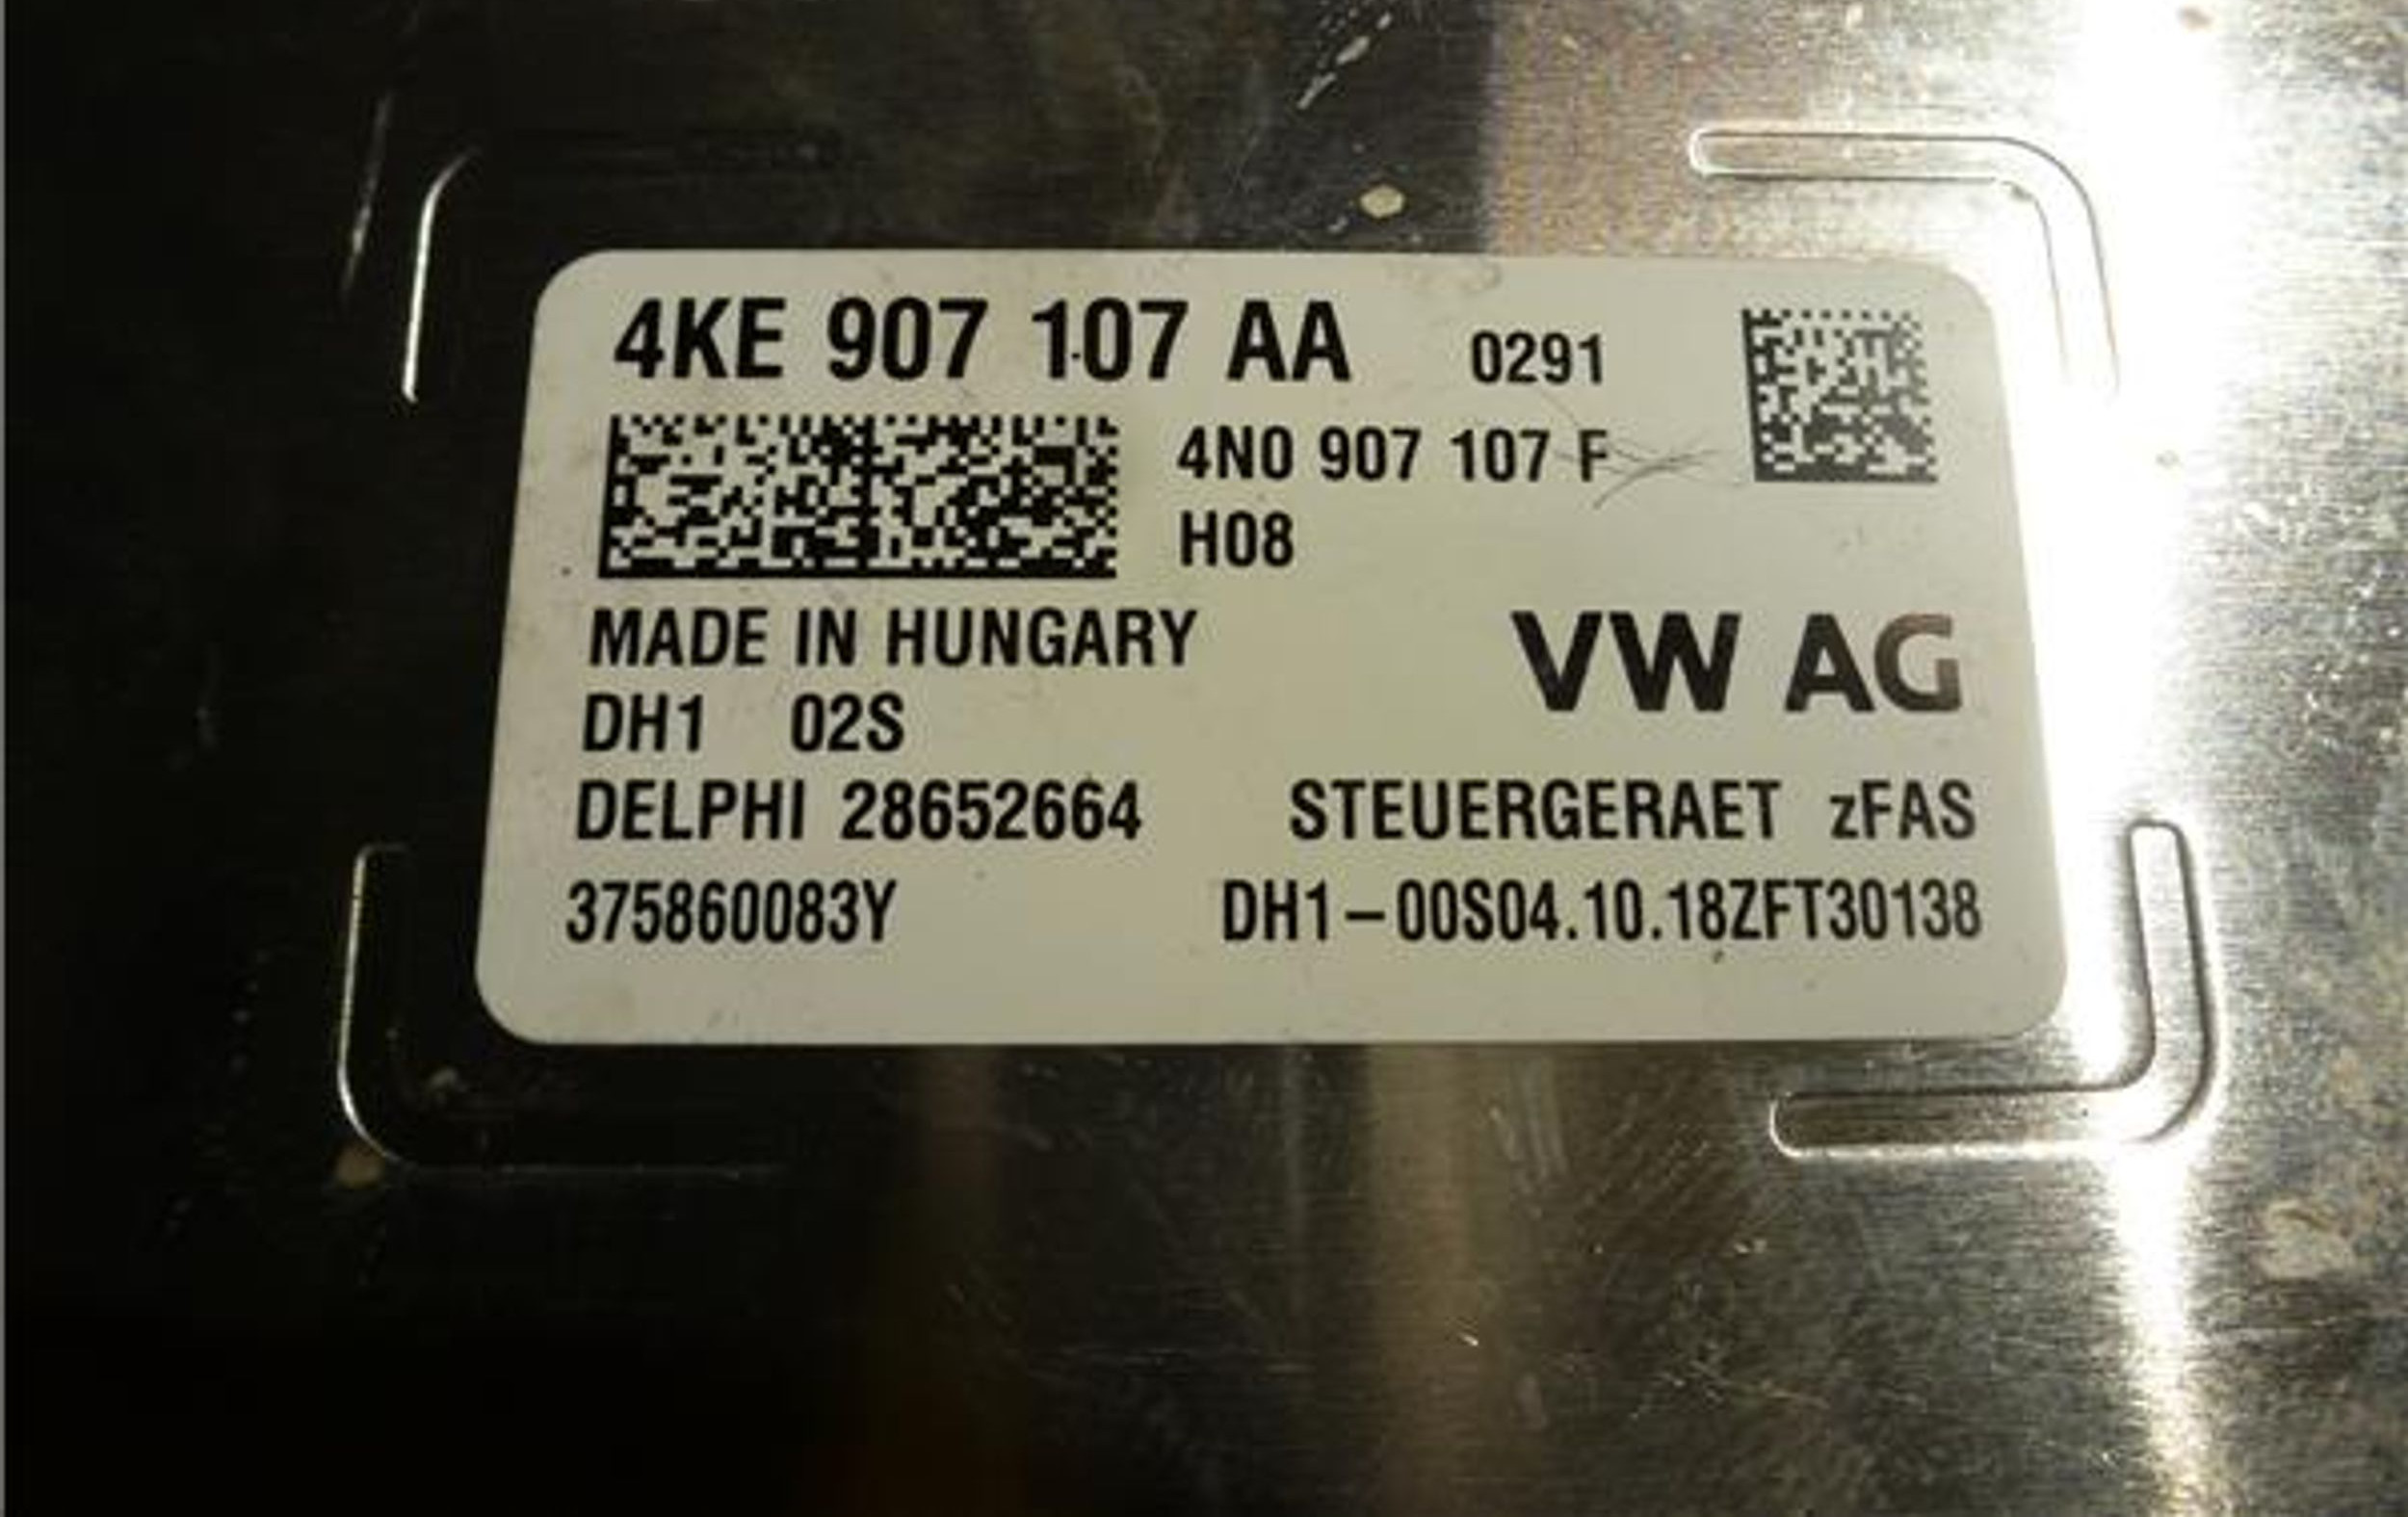 4KE 907 107 AA 0291
4N0 907 107 F
H08
MADE IN HUNGARY
VW AG
DH1 02S
DELPHI 28652664
STEUERGERAET zFAS
375860083Y
DH1-00S04.10.18ZFT30138